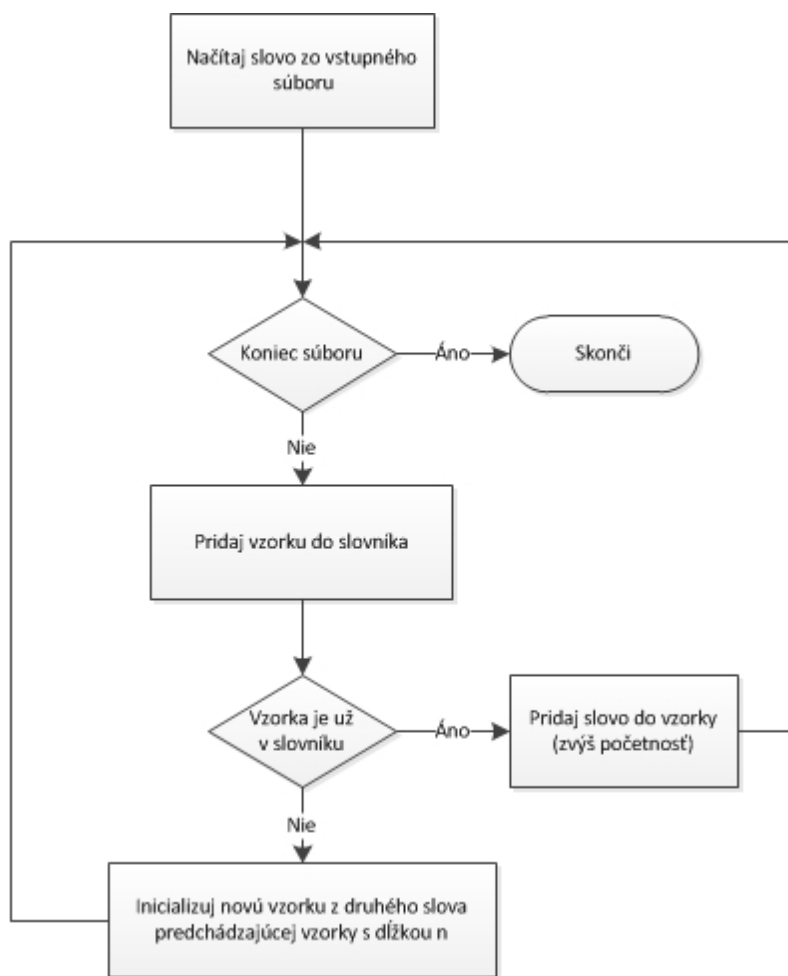 Načítaj slovo zo vstupného
súboru
Koniec súboru
Áno
Skonči
Nie
Pridaj vzorku do slovníka
Vzorka je už
v slovníku
Áno
Pridaj slovo do vzorky
(zvýš početnosť)
Nie
Inicializuj novú vzorku z druhého slova
predchádzajúcej vzorky s dĺžkou n